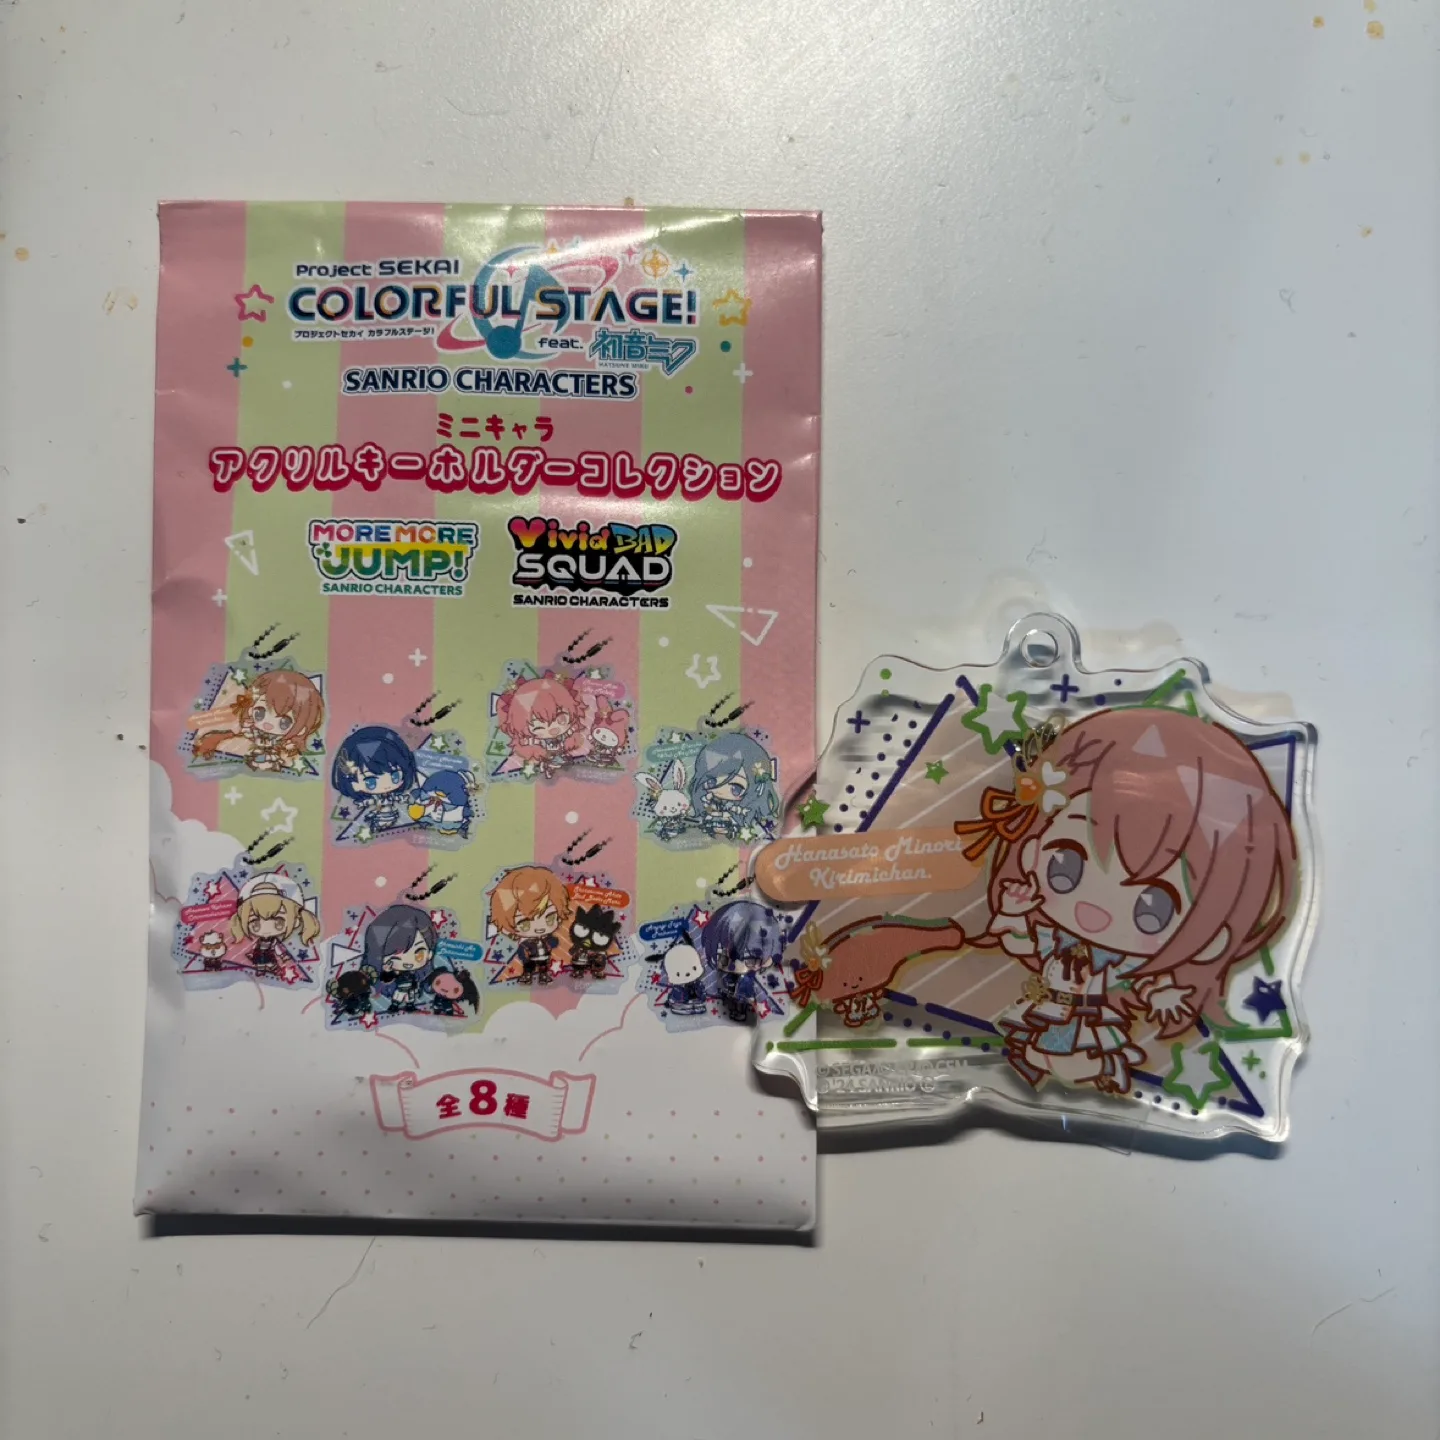 Project SEKAI
COLORFUL STAGE!
プロジェクトセカイ カラフルステージ!
feat. 初音ミク
HATSUNE MIKU
SANRIO CHARACTERS
ミニキャラ
アクリルキーホルダーコレクション
MORE MORE
JUMP!
SANRIO CHARACTERS
Vivid BAD
SQUAD
SANRIO CHARACTERS
全8種
Hanasato Minori
Kirimichan.
©SEGA
'24 SANRIO